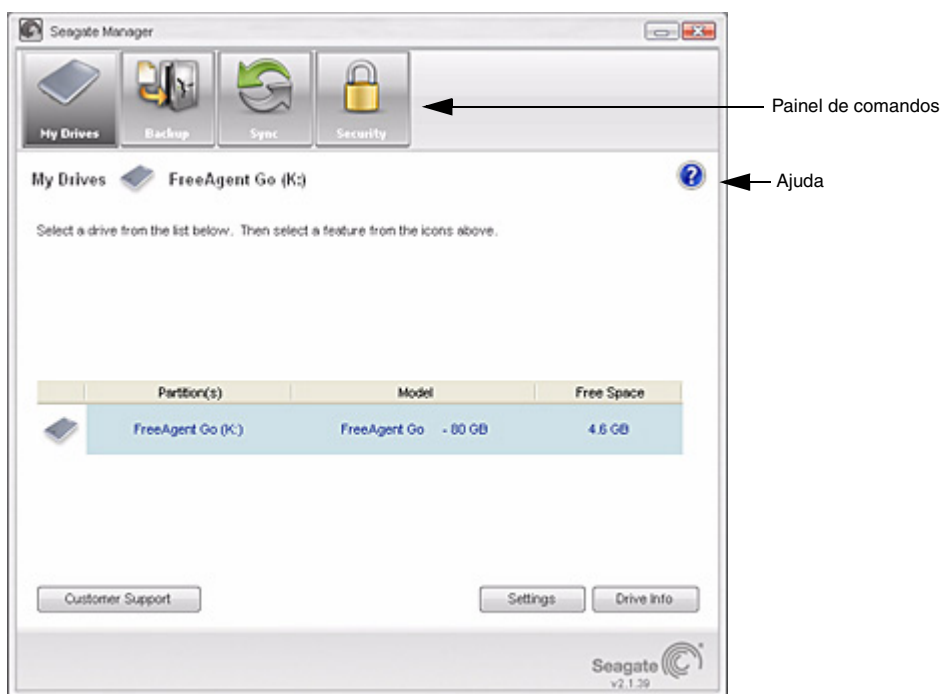 Seagate Manager
My Drives
Backup
Sync
Security
Painel de comandos
My Drives FreeAgent Go (K:)
Ajuda
Select a drive from the list below. Then select a feature from the icons above.
Partition(s) Model Free Space
FreeAgent Go (K:) FreeAgent Go - 80 GB 4.6 GB
Customer Support Settings Drive Info
Seagate
v2.1.39